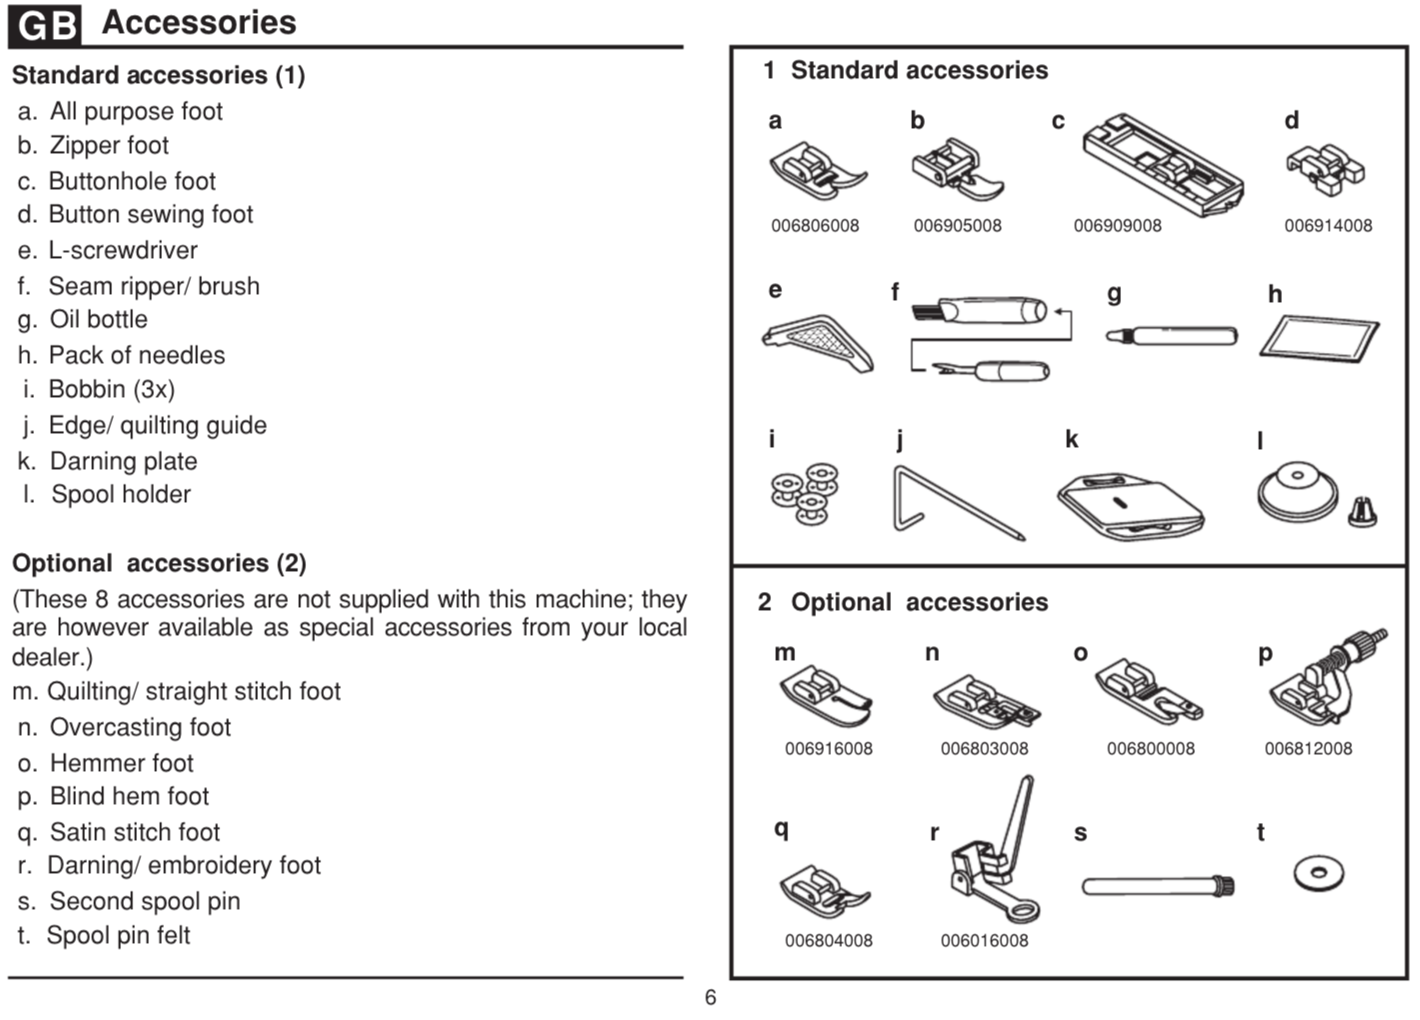 GB Accessories
Standard accessories (1)
a. All purpose foot
b. Zipper foot
c. Buttonhole foot
d. Button sewing foot
e. L-screwdriver
f. Seam ripper/ brush
g. Oil bottle
h. Pack of needles
i. Bobbin (3x)
j. Edge/ quilting guide
k. Darning plate
l. Spool holder
Optional accessories (2)
(These 8 accessories are not supplied with this machine; they
are however available as special accessories from your local
dealer.)
m. Quilting/ straight stitch foot
n. Overcasting foot
o. Hemmer foot
p. Blind hem foot
q. Satin stitch foot
r. Darning/ embroidery foot
s. Second spool pin
t. Spool pin felt
1 Standard accessories
a b c d
006806008 006905008 006909008 006914008
e f g h
i j k l
2 Optional accessories
m n o p
006916008 006803008 006800008 006812008
q r s t
006804008 006016008
6